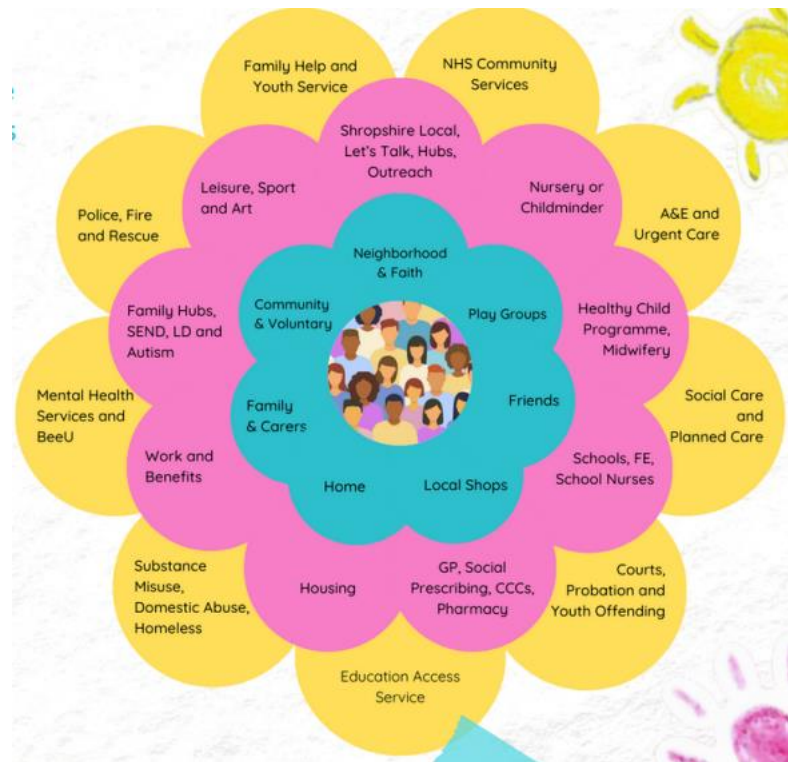 Family Help and
Youth Service
NHS Community
Services
Shropshire Local,
Let's Talk, Hubs,
Outreach
Leisure, Sport
and Art
Nursery or
Childminder
Police, Fire
and Rescue
A&E and
Urgent Care
Neighborhood
& Faith
Community
& Voluntary
Play Groups
Family Hubs,
SEND, LD and
Autism
Healthy Child
Programme,
Midwifery
Mental Health
Services and
BeeU
Family
& Carers
Friends
Social Care
and
Planned Care
Work and
Benefits
Home
Local Shops
Schools, FE,
School Nurses
Substance
Misuse,
Domestic Abuse,
Homeless
Housing
GP, Social
Prescribing, CCCs,
Pharmacy
Courts,
Probation and
Youth Offending
Education Access
Service